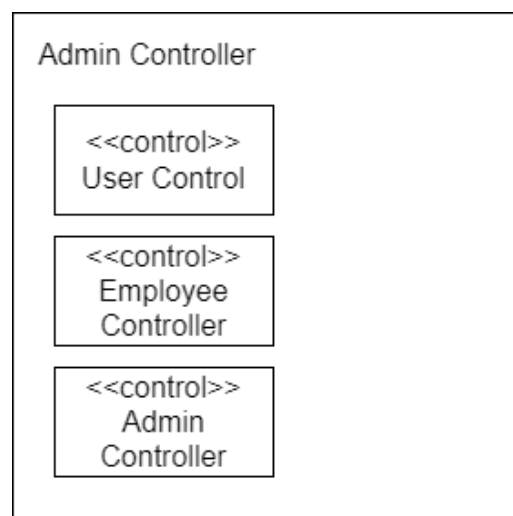 Admin Controller
<<control>>
User Control
<<control>>
Employee
Controller
<<control>>
Admin
Controller